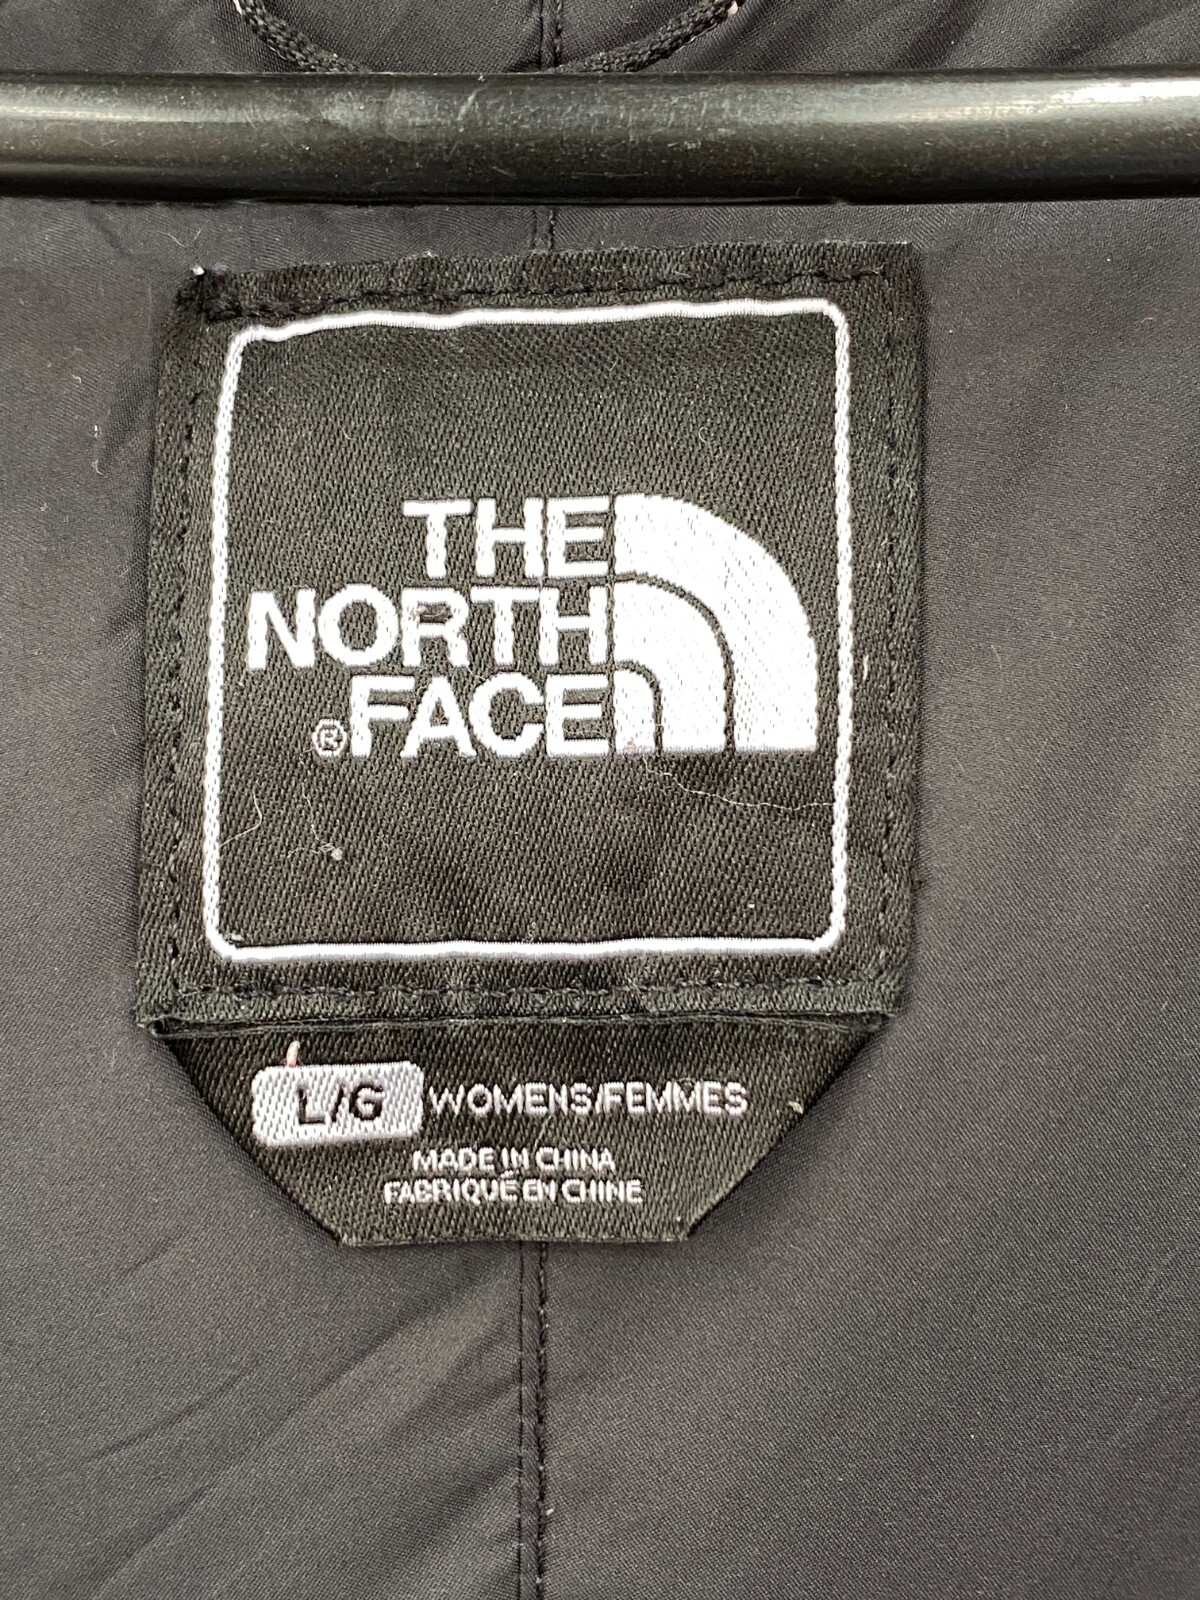 THE
NORTH
®FACE
L/G WOMENS/FEMMES
MADE IN CHINA
FABRIQUÉ EN CHINE